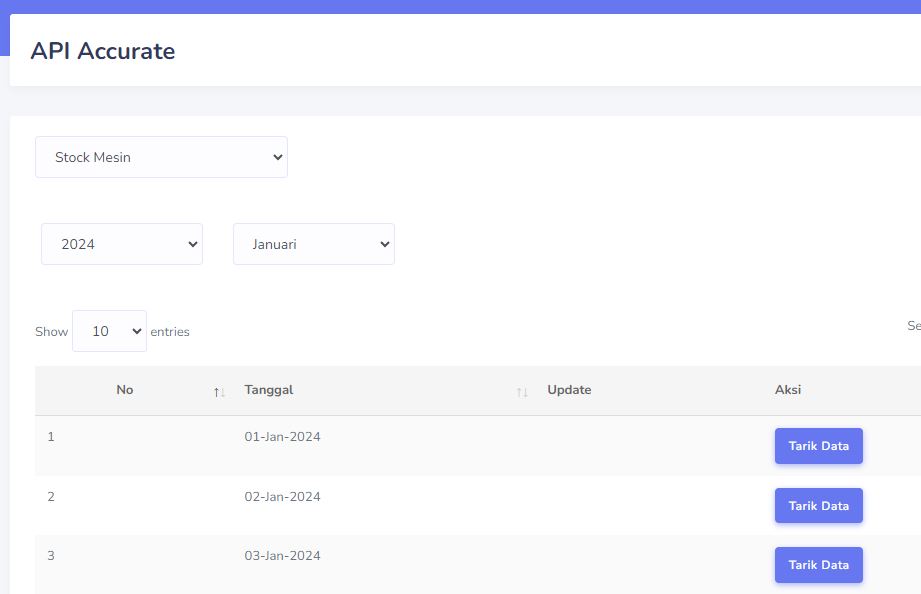 API Accurate
Stock Mesin
2024 Januari
Show 10 entries
No Tanggal Update Aksi
1 01-Jan-2024 Tarik Data
2 02-Jan-2024 Tarik Data
3 03-Jan-2024 Tarik Data